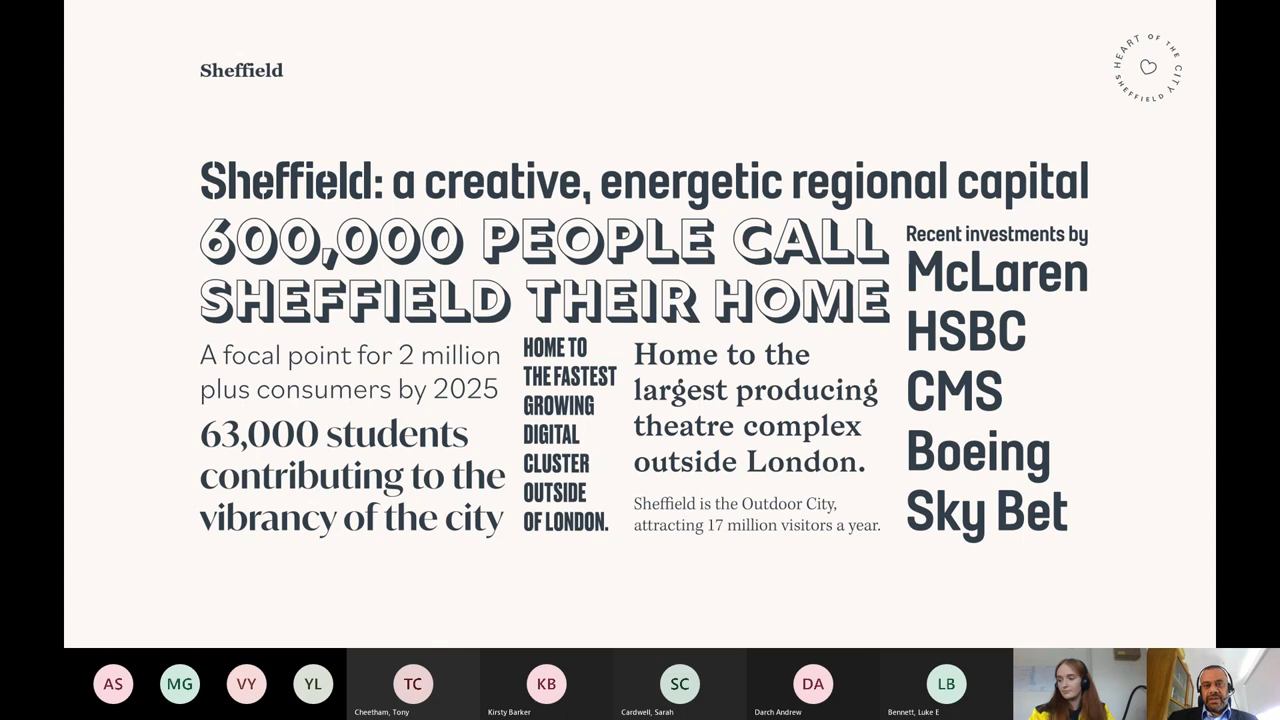 Sheffield
HEART OF THE CITY
SHEFFIELD
Sheffield: a creative, energetic regional capital
600,000 PEOPLE CALL
SHEFFIELD THEIR HOME
A focal point for 2 million
plus consumers by 2025
63,000 students
contributing to the
vibrancy of the city
HOME TO
THE FASTEST
GROWING
DIGITAL
CLUSTER
OUTSIDE
OF LONDON.
Home to the
largest producing
theatre complex
outside London.
Sheffield is the Outdoor City,
attracting 17 million visitors a year.
Recent investments by
McLaren
HSBC
CMS
Boeing
Sky Bet
AS
MG
VY
YL
TC
Cheetham, Tony
KB
Kirsty Barker
SC
Cardwell, Sarah
DA
Darch Andrew
LB
Bennett, Luke E